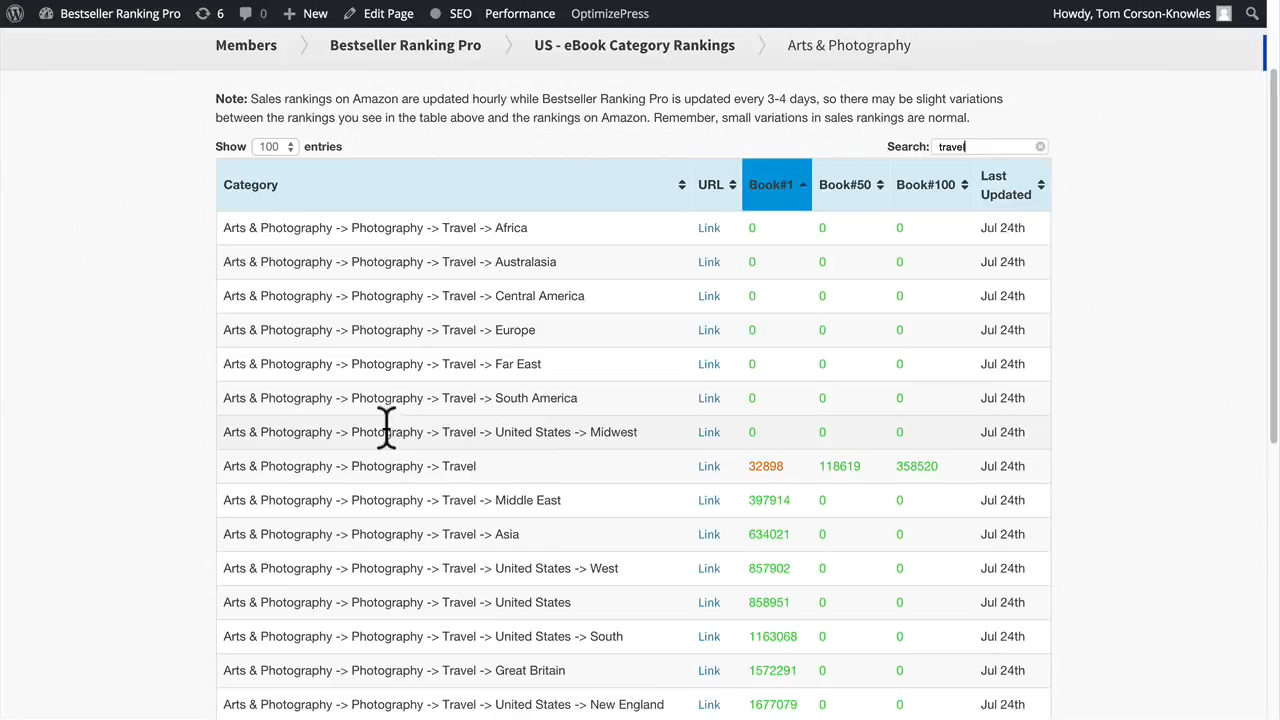 Bestseller Ranking Pro 6 0 New Edit Page SEO Performance OptimizePress Howdy, Tom Corson-Knowles
Members Bestseller Ranking Pro US - eBook Category Rankings Arts & Photography
Note: Sales rankings on Amazon are updated hourly while Bestseller Ranking Pro is updated every 3-4 days, so there may be slight variations
between the rankings you see in the table above and the rankings on Amazon. Remember, small variations in sales rankings are normal.
Show 100 entries Search: travel
Category URL Book#1 Book#50 Book#100 Last
Updated
Arts & Photography -> Photography -> Travel -> Africa Link 0 0 0 Jul 24th
Arts & Photography -> Photography -> Travel -> Australasia Link 0 0 0 Jul 24th
Arts & Photography -> Photography -> Travel -> Central America Link 0 0 0 Jul 24th
Arts & Photography -> Photography -> Travel -> Europe Link 0 0 0 Jul 24th
Arts & Photography -> Photography -> Travel -> Far East Link 0 0 0 Jul 24th
Arts & Photography -> Photography -> Travel -> South America Link 0 0 0 Jul 24th
Arts & Photography -> Photography -> Travel -> United States -> Midwest Link 0 0 0 Jul 24th
Arts & Photography -> Photography -> Travel Link 32898 118619 358520 Jul 24th
Arts & Photography -> Photography -> Travel -> Middle East Link 397914 0 0 Jul 24th
Arts & Photography -> Photography -> Travel -> Asia Link 634021 0 0 Jul 24th
Arts & Photography -> Photography -> Travel -> United States -> West Link 857902 0 0 Jul 24th
Arts & Photography -> Photography -> Travel -> United States Link 858951 0 0 Jul 24th
Arts & Photography -> Photography -> Travel -> United States -> South Link 1163068 0 0 Jul 24th
Arts & Photography -> Photography -> Travel -> Great Britain Link 1572291 0 0 Jul 24th
Arts & Photography -> Photography -> Travel -> United States -> New England Link 1677079 0 0 Jul 24th